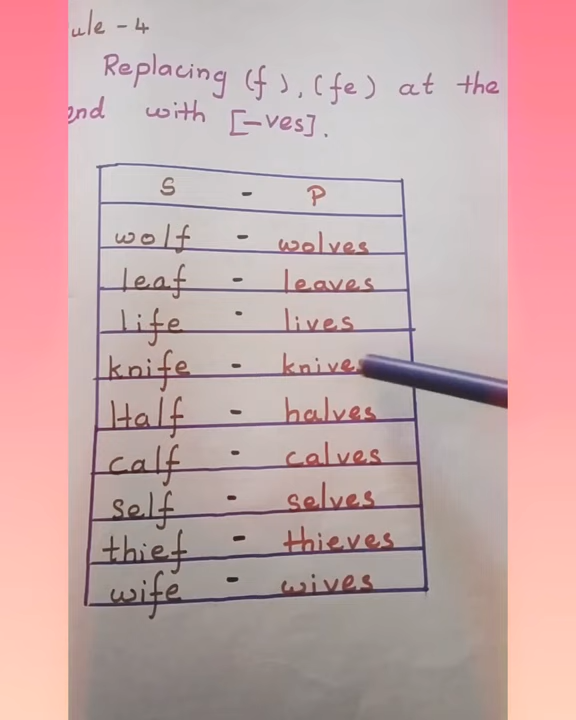 ule - 4
Replacing (f), (fe) at the
end with [-ves].
S - P
wolf - wolves
leaf - leaves
life - lives
knife - knive
Half - halves
calf - calves
self - selves
thief - thieves
wife - wives